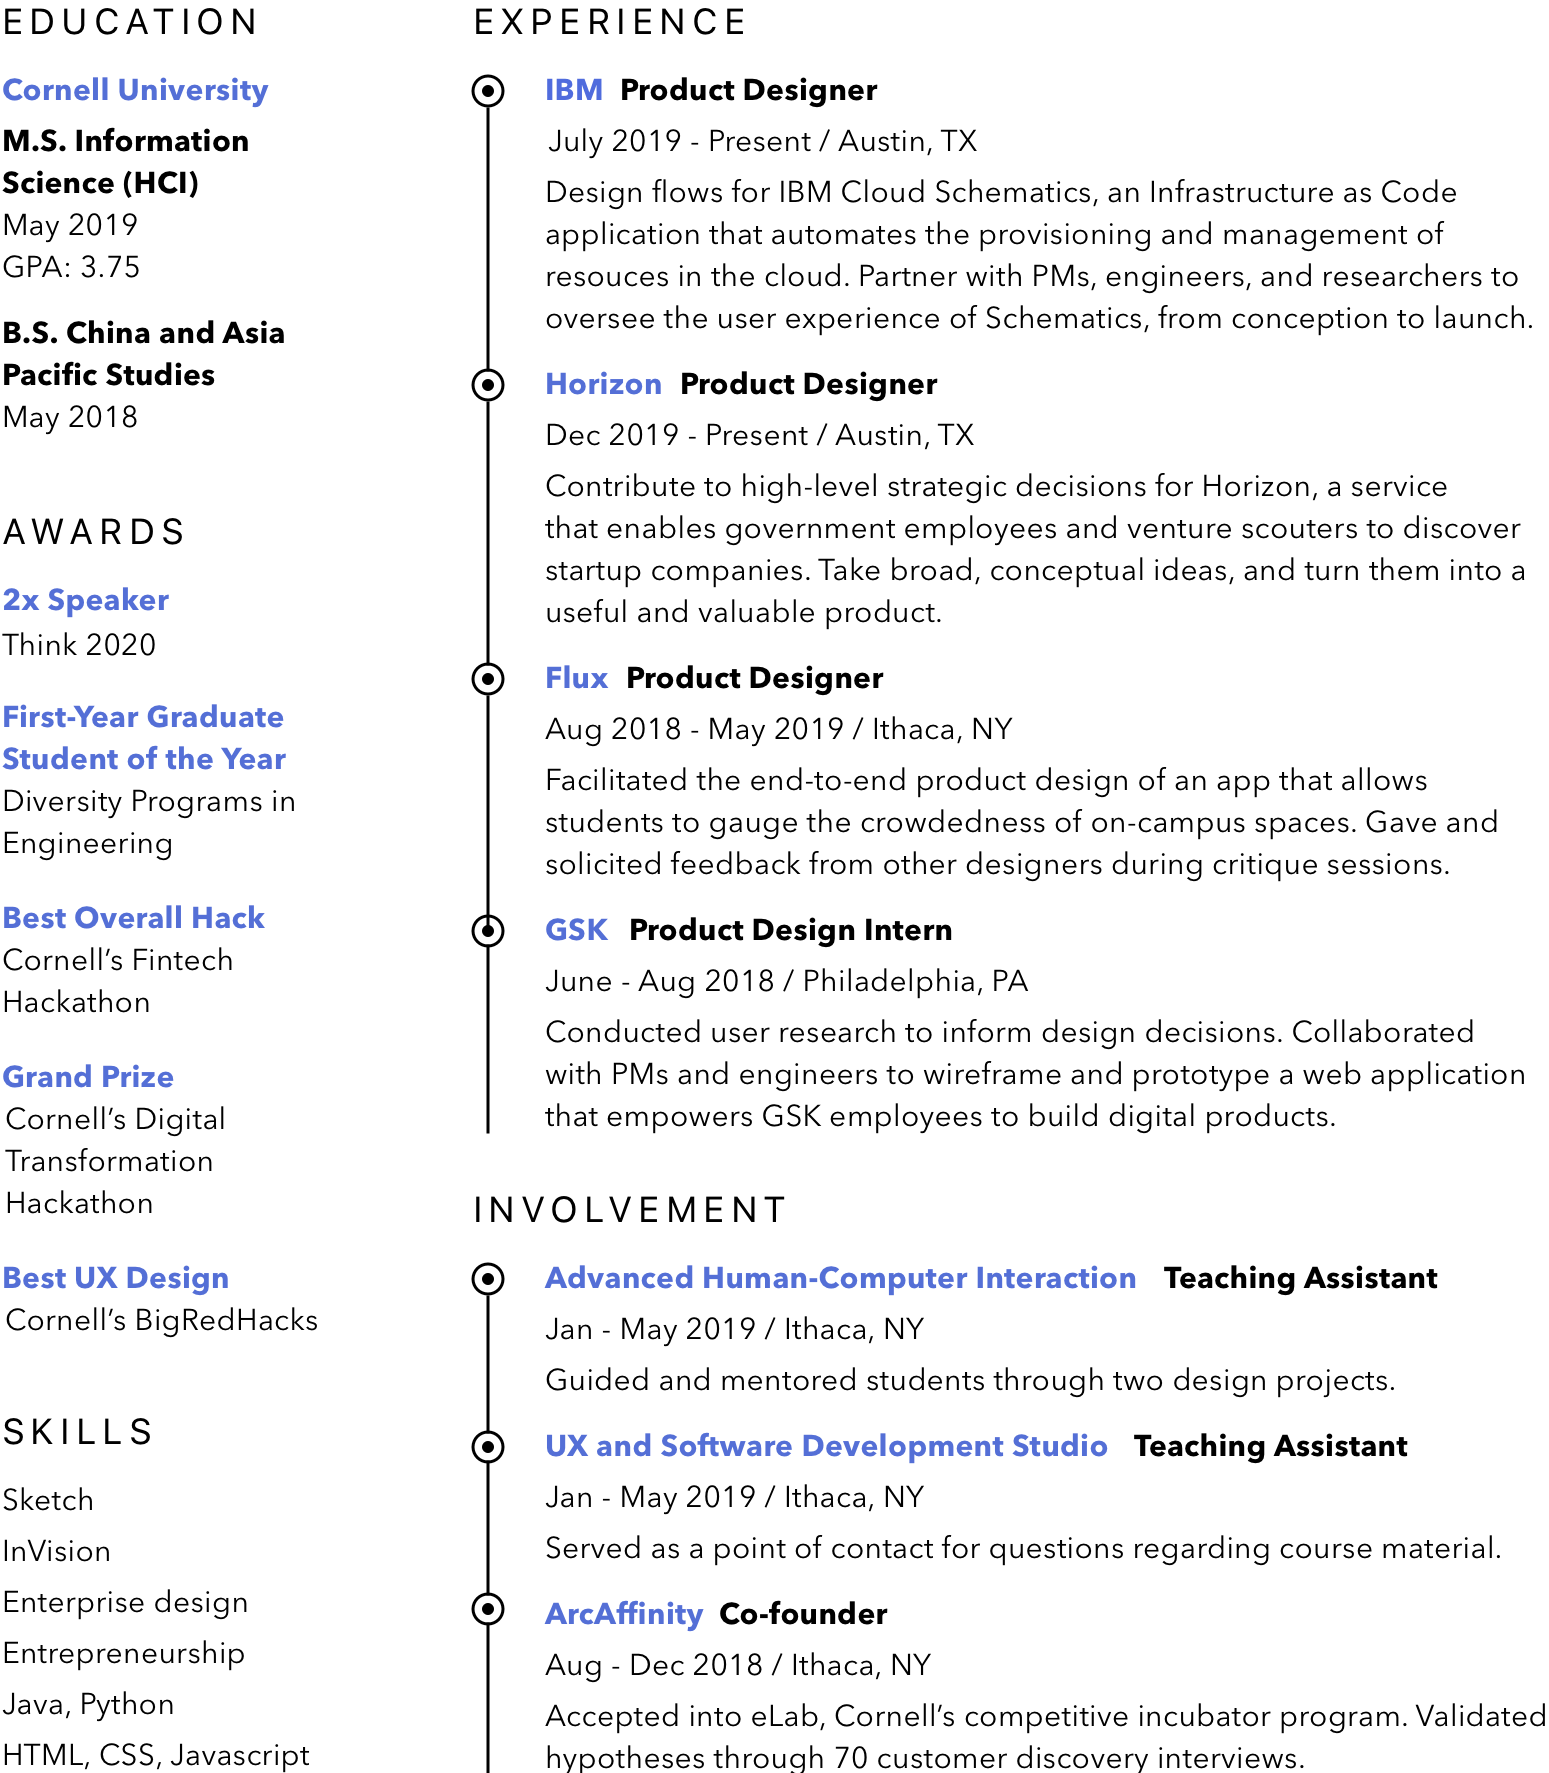 EDUCATION
Cornell University
M.S. Information
Science (HCI)
May 2019
GPA: 3.75
B.S. China and Asia
Pacific Studies
May 2018
AWARDS
2x Speaker
Think 2020
First-Year Graduate
Student of the Year
Diversity Programs in
Engineering
Best Overall Hack
Cornell’s Fintech
Hackathon
Grand Prize
Cornell’s Digital
Transformation
Hackathon
Best UX Design
Cornell’s BigRedHacks
SKILLS
Sketch
InVision
Enterprise design
Entrepreneurship
Java, Python
HTML, CSS, Javascript
EXPERIENCE
IBM Product Designer
July 2019 - Present / Austin, TX
Design flows for IBM Cloud Schematics, an Infrastructure as Code
application that automates the provisioning and management of
resouces in the cloud. Partner with PMs, engineers, and researchers to
oversee the user experience of Schematics, from conception to launch.
Horizon Product Designer
Dec 2019 - Present / Austin, TX
Contribute to high-level strategic decisions for Horizon, a service
that enables government employees and venture scouters to discover
startup companies. Take broad, conceptual ideas, and turn them into a
useful and valuable product.
Flux Product Designer
Aug 2018 - May 2019 / Ithaca, NY
Facilitated the end-to-end product design of an app that allows
students to gauge the crowdedness of on-campus spaces. Gave and
solicited feedback from other designers during critique sessions.
GSK Product Design Intern
June - Aug 2018 / Philadelphia, PA
Conducted user research to inform design decisions. Collaborated
with PMs and engineers to wireframe and prototype a web application
that empowers GSK employees to build digital products.
INVOLVEMENT
Advanced Human-Computer Interaction Teaching Assistant
Jan - May 2019 / Ithaca, NY
Guided and mentored students through two design projects.
UX and Software Development Studio Teaching Assistant
Jan - May 2019 / Ithaca, NY
Served as a point of contact for questions regarding course material.
ArcAffinity Co-founder
Aug - Dec 2018 / Ithaca, NY
Accepted into eLab, Cornell’s competitive incubator program. Validated
hypotheses through 70 customer discovery interviews.